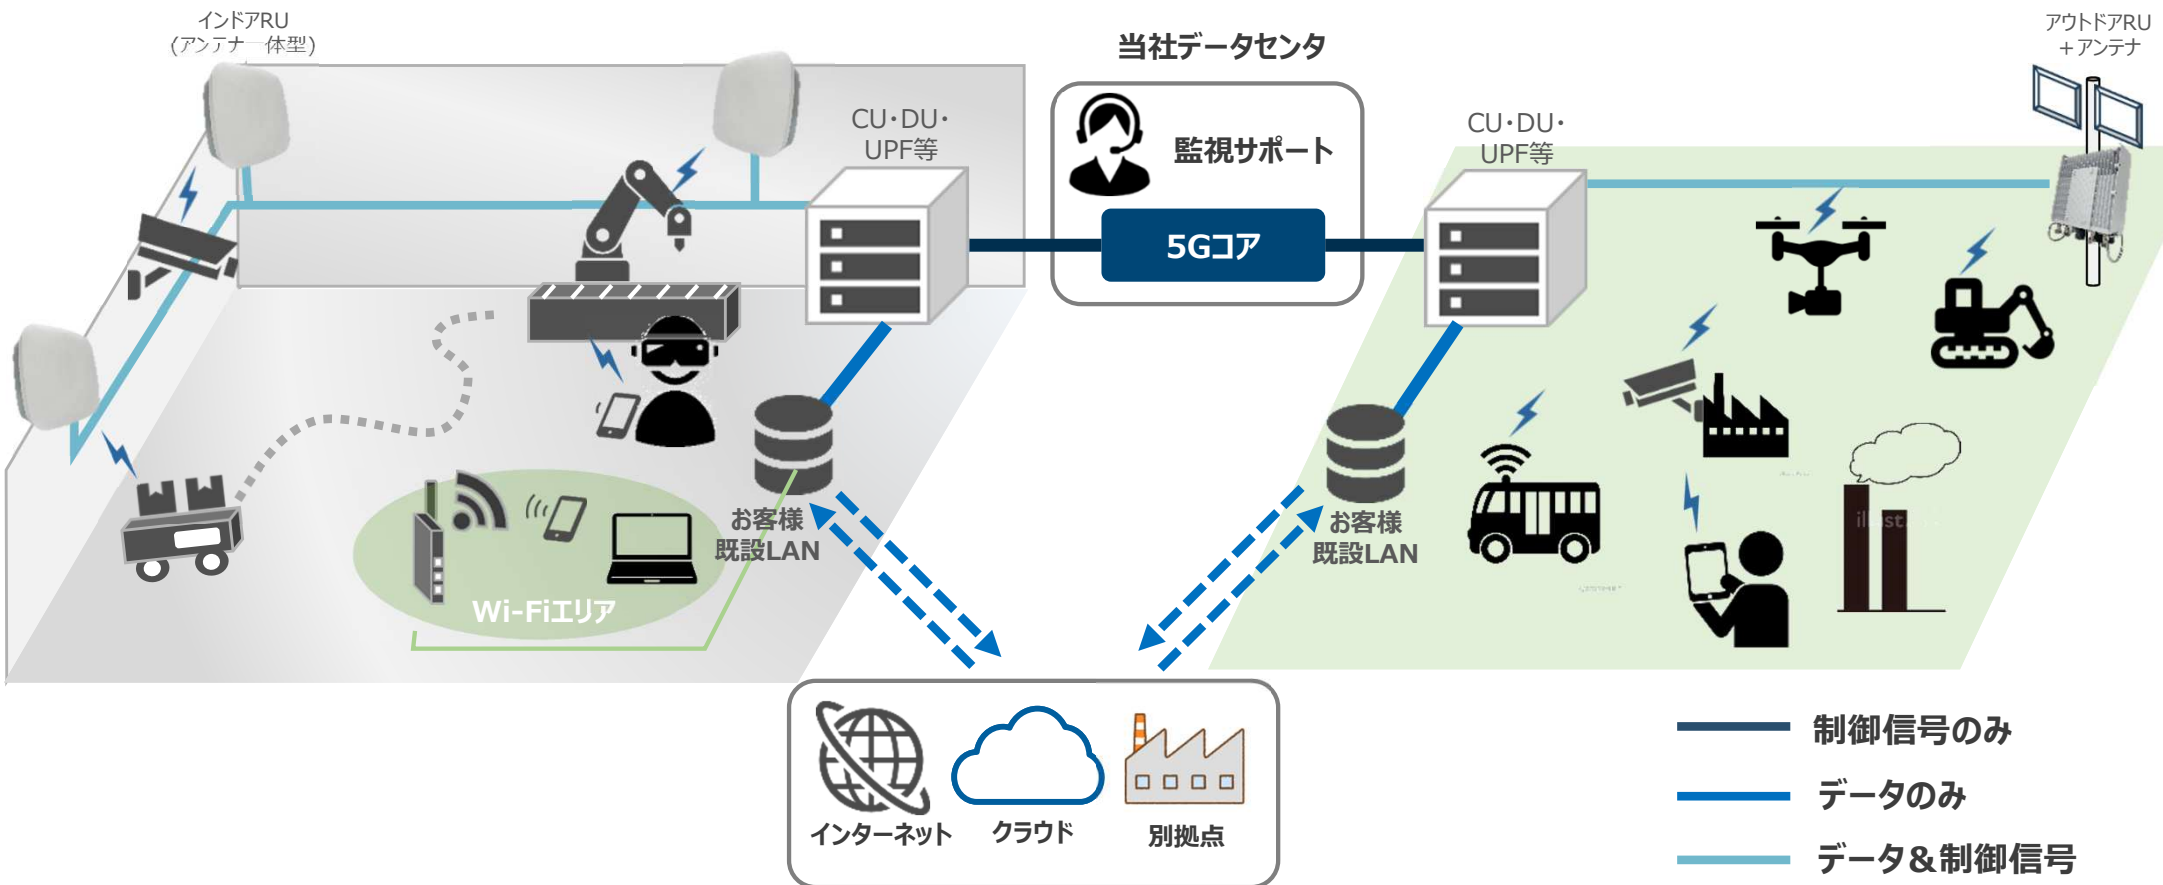 インドアRU
(アンテナ一体型)
当社データセンタ
アウトドアRU
+アンテナ
CU・DU・
UPF等
監視サポート
5Gコア
CU・DU・
UPF等
お客様
既設LAN
Wi-Fiエリア
お客様
既設LAN
インターネット
クラウド
別拠点
制御信号のみ
データのみ
データ&制御信号